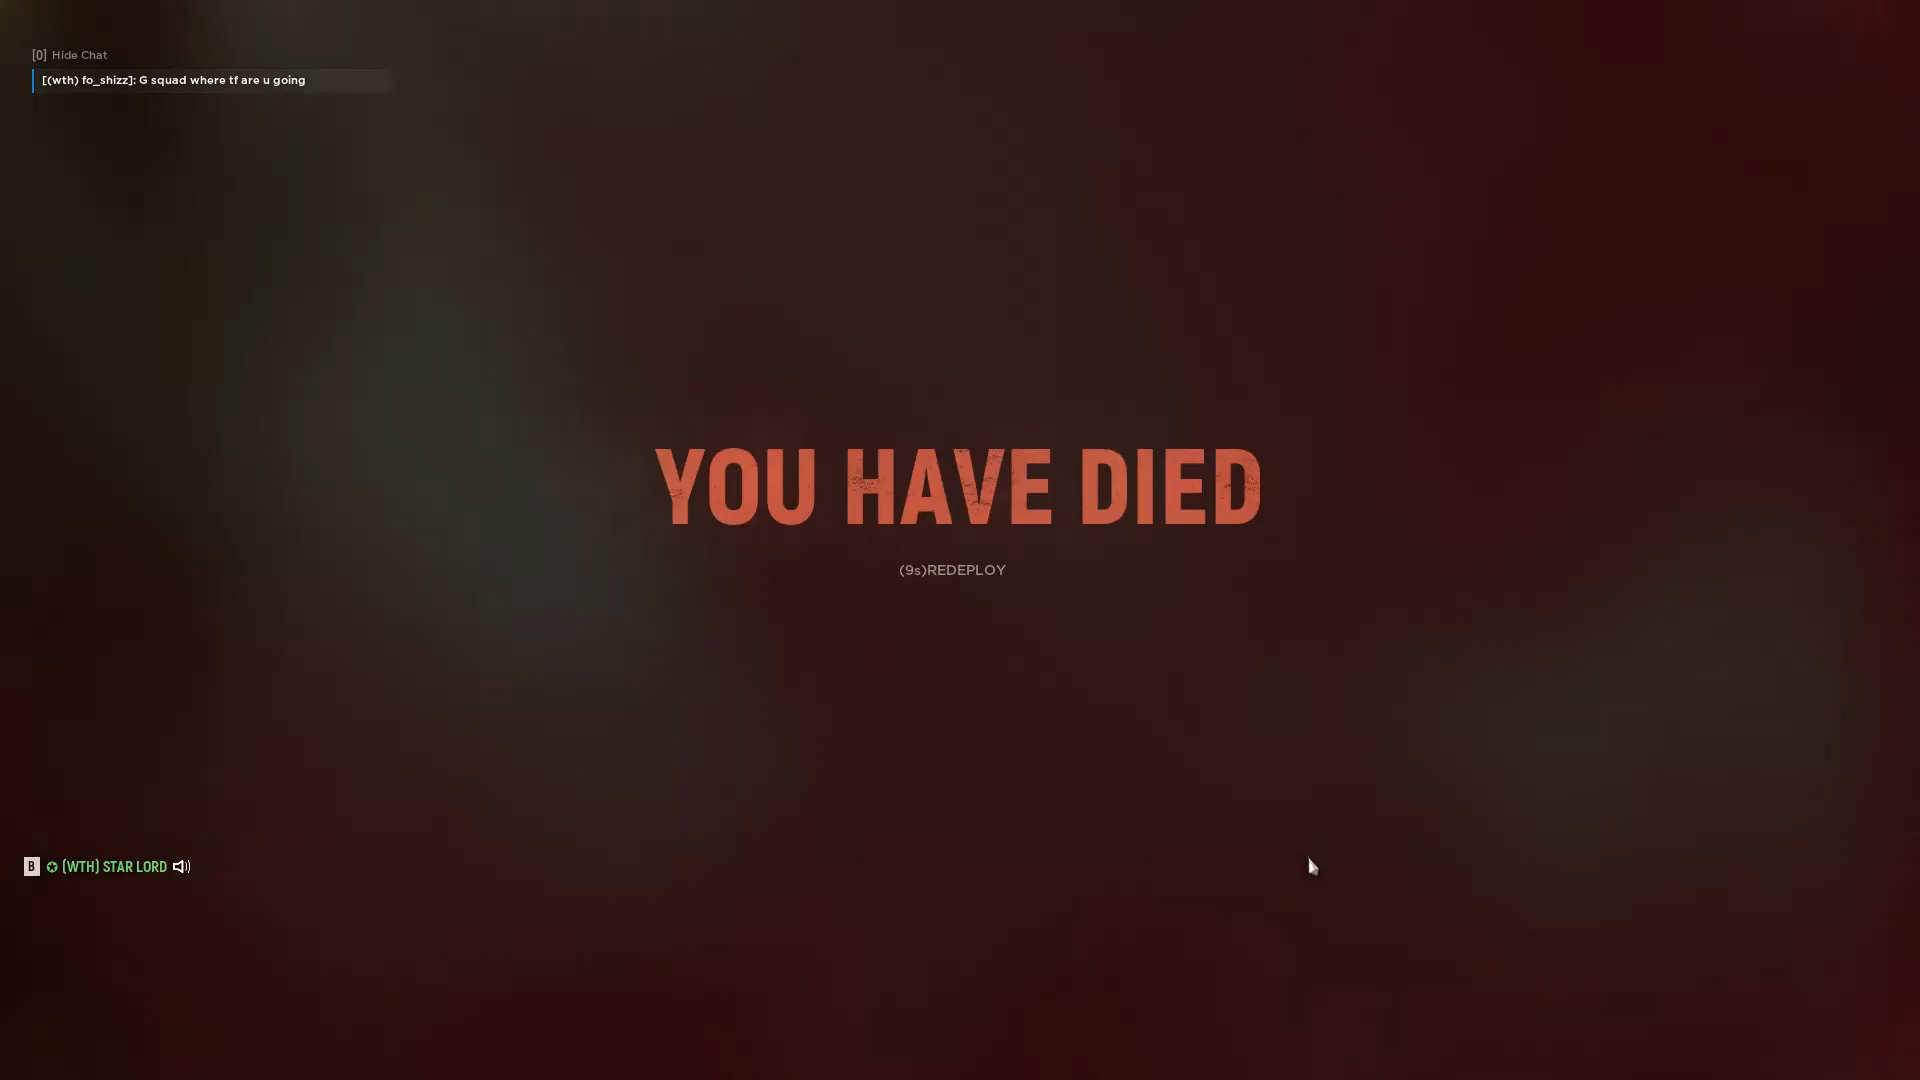 [0] Hide Chat
[(wth) fo_shizz]: G squad where tf are u going
YOU HAVE DIED
(9s)REDEPLOY
B (WTH) STAR LORD